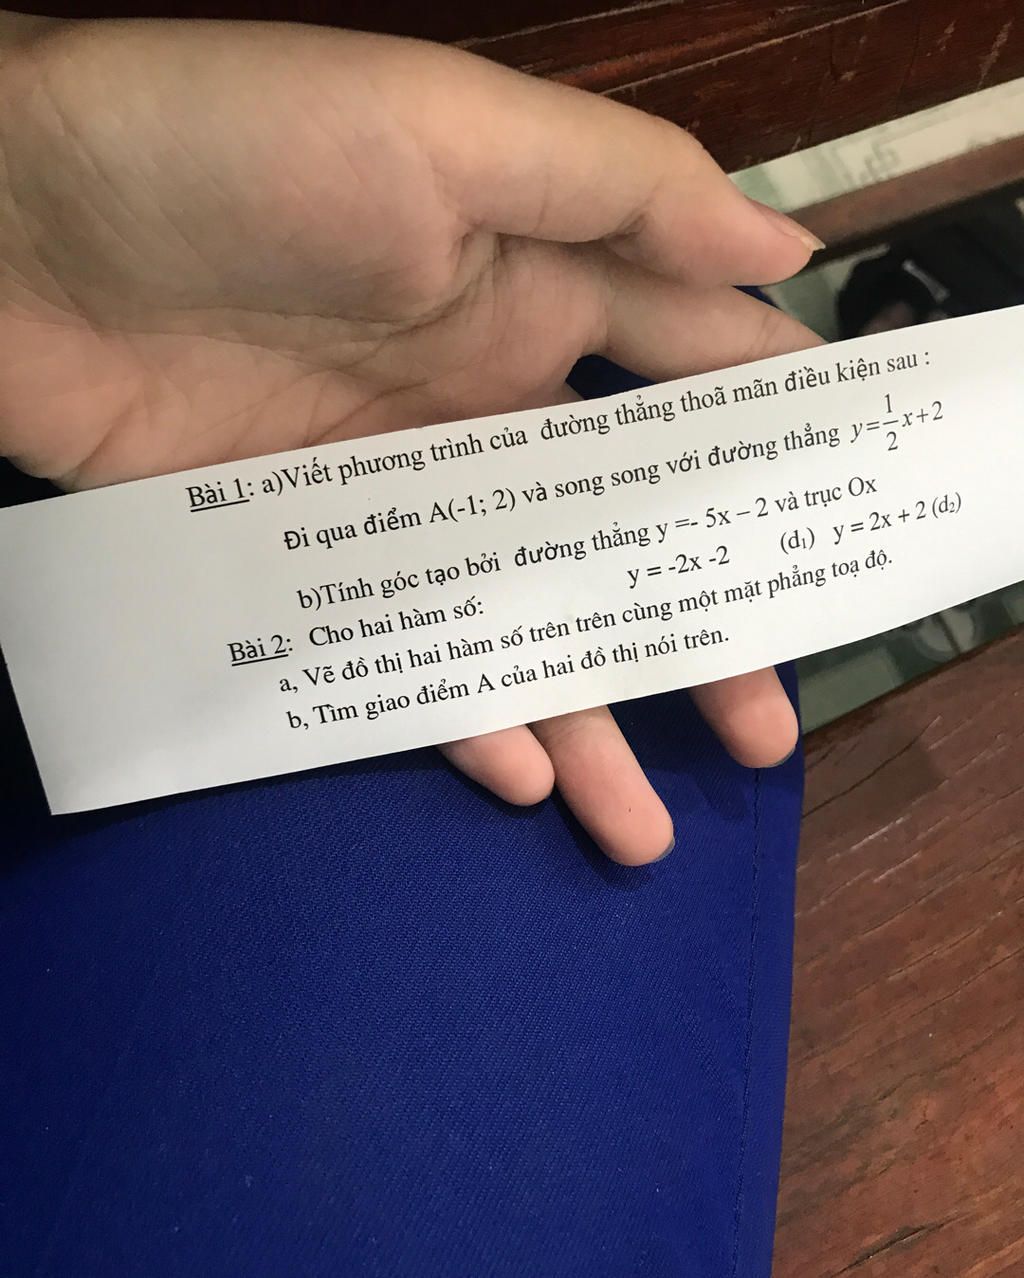 Bài 1: a)Viết phương trình của đường thẳng thoã mãn điều kiện sau :
Đi qua điểm A(-1; 2) và song song với đường thẳng y=1/2x+2
b)Tính góc tạo bởi đường thẳng y =- 5x – 2 và trục Ox
Bài 2: Cho hai hàm số: y = -2x -2 (d₁) y = 2x + 2 (d₂)
a, Vẽ đồ thị hai hàm số trên trên cùng một mặt phẳng toạ độ.
b, Tìm giao điểm A của hai đồ thị nói trên.